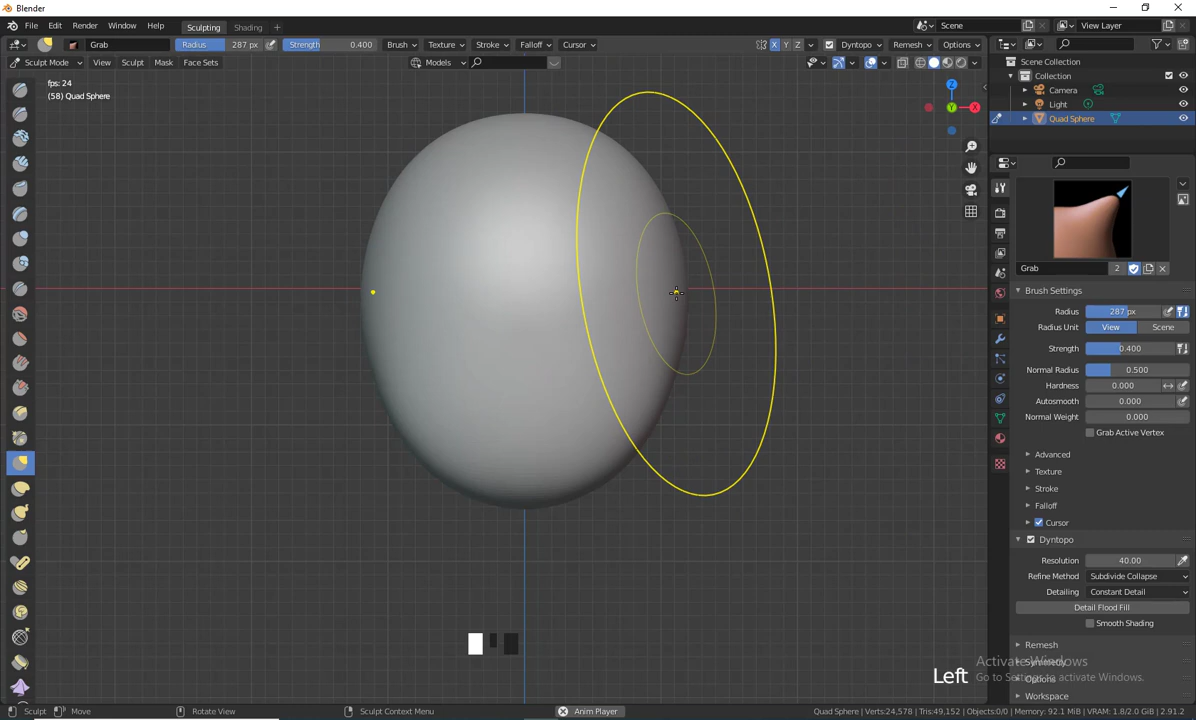 Blender
File Edit Render Window Help Sculpting Shading + Scene View Layer
Grab Radius 287 px Strength 0.400 Brush Texture Stroke Falloff Cursor X Y Z Dyntopo Remesh Options
Sculpt Mode View Sculpt Mask Face Sets Models
fps: 24
(58) Quad Sphere
Y X
Scene Collection
Collection
Camera
Light
Quad Sphere
Grab 2
Brush Settings
Radius 287 px
Radius Unit View Scene
Strength 0.400
Normal Radius 0.500
Hardness 0.000
Autosmooth 0.000
Normal Weight 0.000
Grab Active Vertex
Advanced
Texture
Stroke
Falloff
Cursor
Dyntopo
Resolution 40.00
Refine Method Subdivide Collapse
Detailing Constant Detail
Detail Flood Fill
Smooth Shading
Remesh
Symmetry
Options
Workspace
Left
Activate Windows
Go to Settings to activate Windows.
Sculpt Move Rotate View Sculpt Context Menu Anim Player Quad Sphere | Verts:24,578 | Tris:49,152 | Objects:0/0 | Memory: 92.1 MiB | VRAM: 1.8/2.0 GiB | 2.91.2